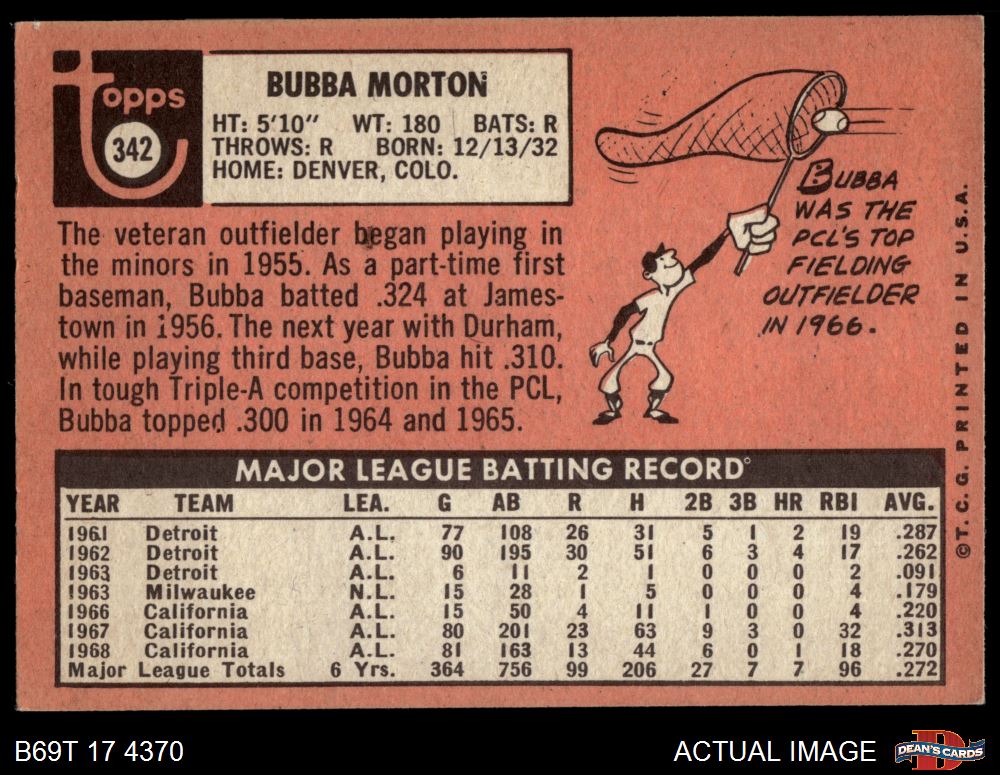 topps
342
BUBBA MORTON
HT: 5'10" WT: 180 BATS: R
THROWS: R BORN: 12/13/32
HOME: DENVER, COLO.
The veteran outfielder began playing in
the minors in 1955. As a part-time first
baseman, Bubba batted .324 at James-
town in 1956. The next year with Durham,
while playing third base, Bubba hit .310.
In tough Triple-A competition in the PCL,
Bubba topped .300 in 1964 and 1965.
BUBBA
WAS THE
PCL'S TOP
FIELDING
OUTFIELDER
IN 1966.
©T. C. G. PRINTED IN U.S.A.
MAJOR LEAGUE BATTING RECORD
YEAR TEAM LEA. G AB R H 2B 3B HR RBI AVG.
1961 Detroit A.L. 77 108 26 31 5 1 2 19 .287
1962 Detroit A.L. 90 195 30 51 6 3 4 17 .262
1963 Detroit A.L. 6 11 2 1 0 0 0 2 .091
1963 Milwaukee N.L. 15 28 1 5 0 0 0 4 .179
1966 California A.L. 15 50 4 11 1 0 0 4 .220
1967 California A.L. 80 201 23 63 9 3 0 32 .313
1968 California A.L. 81 163 13 44 6 0 1 18 .270
Major League Totals 6 Yrs. 364 756 99 206 27 7 7 96 .272
B69T 17 4370
ACTUAL IMAGE
DEAN'S CARDS